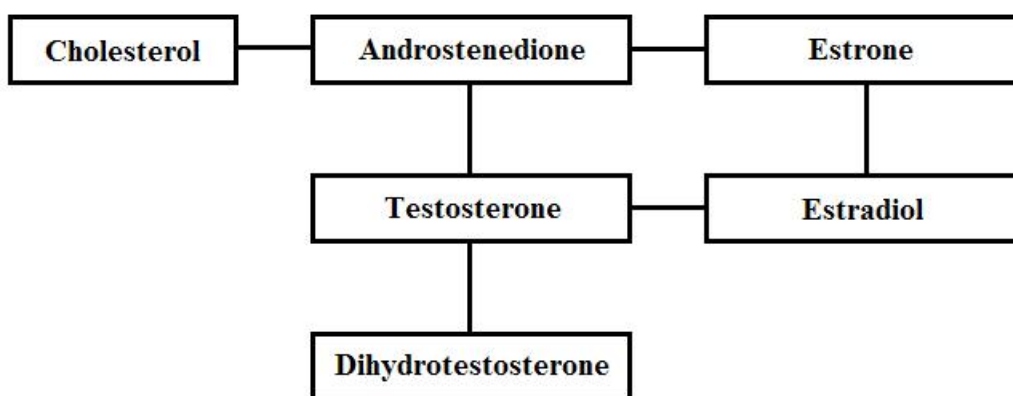 Cholesterol
Androstenedione
Estrone
Testosterone
Estradiol
Dihydrotestosterone